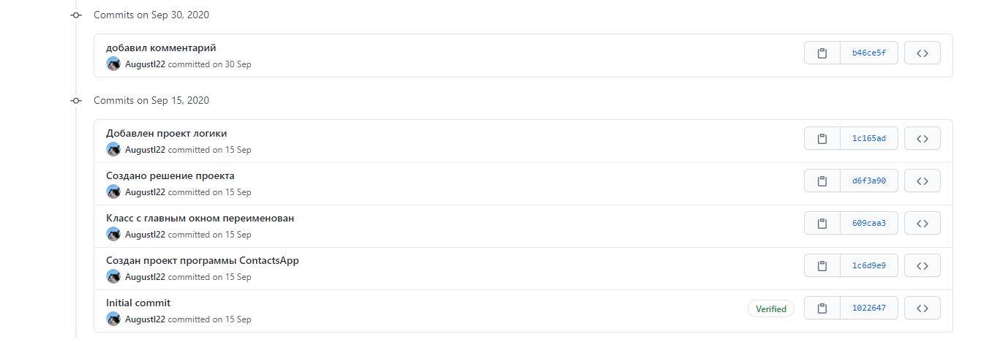 Commits on Sep 30, 2020
добавил комментарий
b46ce5f
Augustl22 committed on 30 Sep
Commits on Sep 15, 2020
Добавлен проект логики
1c165ad
Augustl22 committed on 15 Sep
Создано решение проекта
d6f3a90
Augustl22 committed on 15 Sep
Класс с главным окном переименован
609caa3
Augustl22 committed on 15 Sep
Создан проект программы ContactsApp
1c6d9e9
Augustl22 committed on 15 Sep
Initial commit
Verified
1022647
Augustl22 committed on 15 Sep